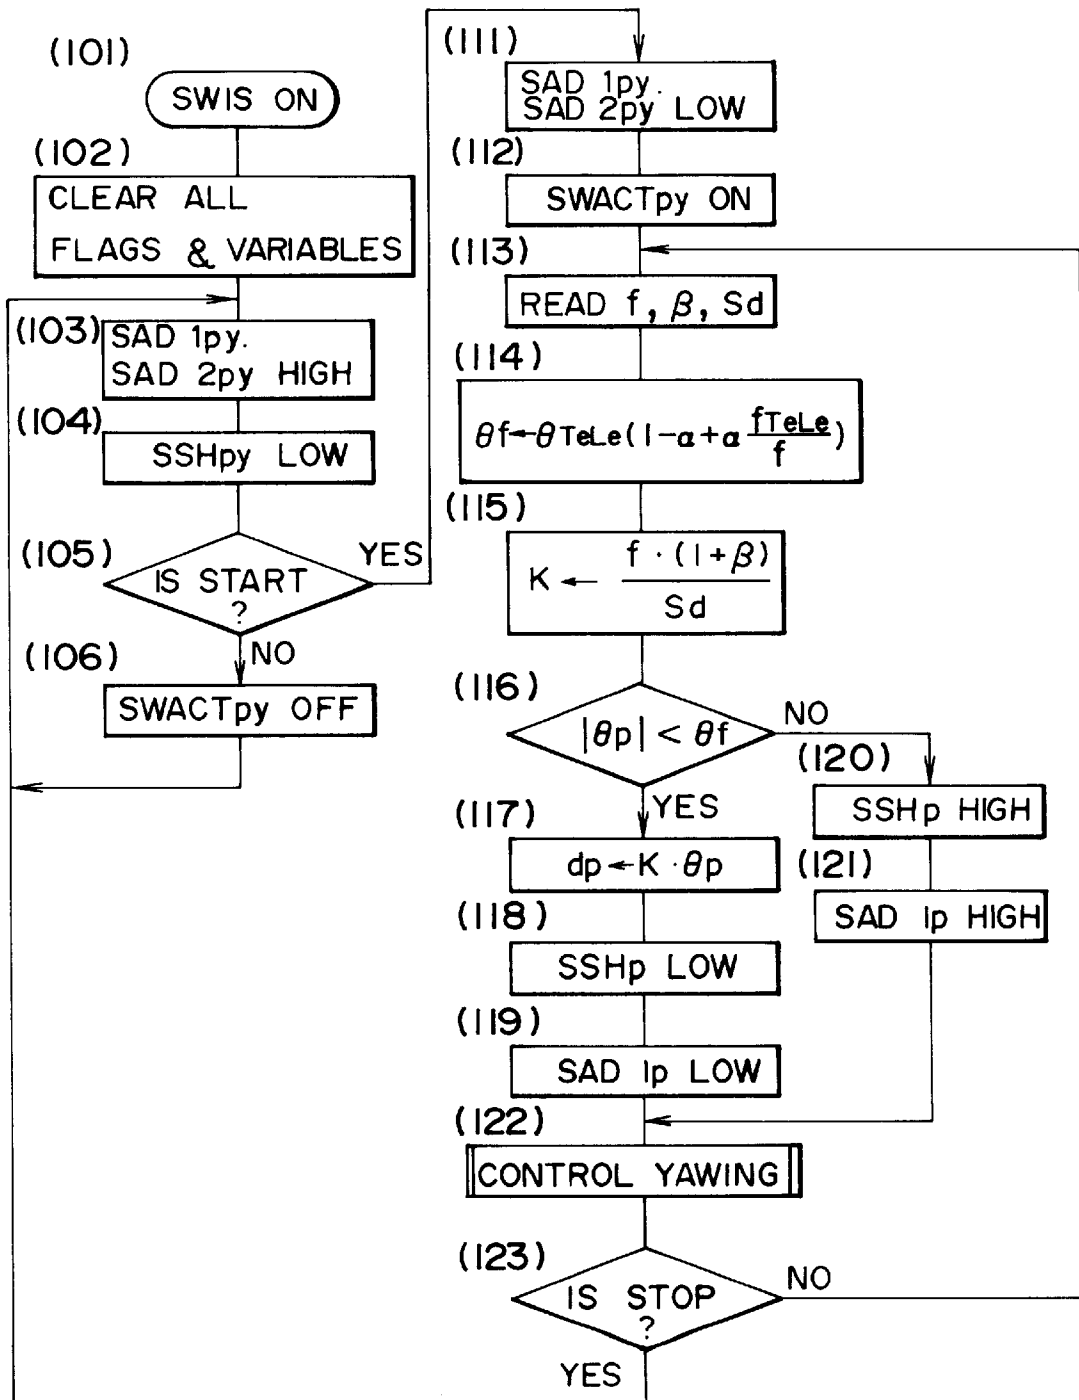 (101)
SWIS ON
(102)
CLEAR ALL
FLAGS & VARIABLES
(103)
SAD 1py.
SAD 2py HIGH
(104)
SSHpy LOW
(105)
IS START
?
YES
NO
(106)
SWACTpy OFF
(111)
SAD 1py.
SAD 2py LOW
(112)
SWACTpy ON
(113)
READ f, β, Sd
(114)
θf←θTeLe(1-α+α fTeLe/f)
(115)
K ← f · (1+β)/Sd
(116)
|θp| < θf
NO
YES
(117)
dp←K·θp
(118)
SSHp LOW
(119)
SAD 1p LOW
(120)
SSHp HIGH
(121)
SAD 1p HIGH
(122)
CONTROL YAWING
(123)
IS STOP
?
NO
YES